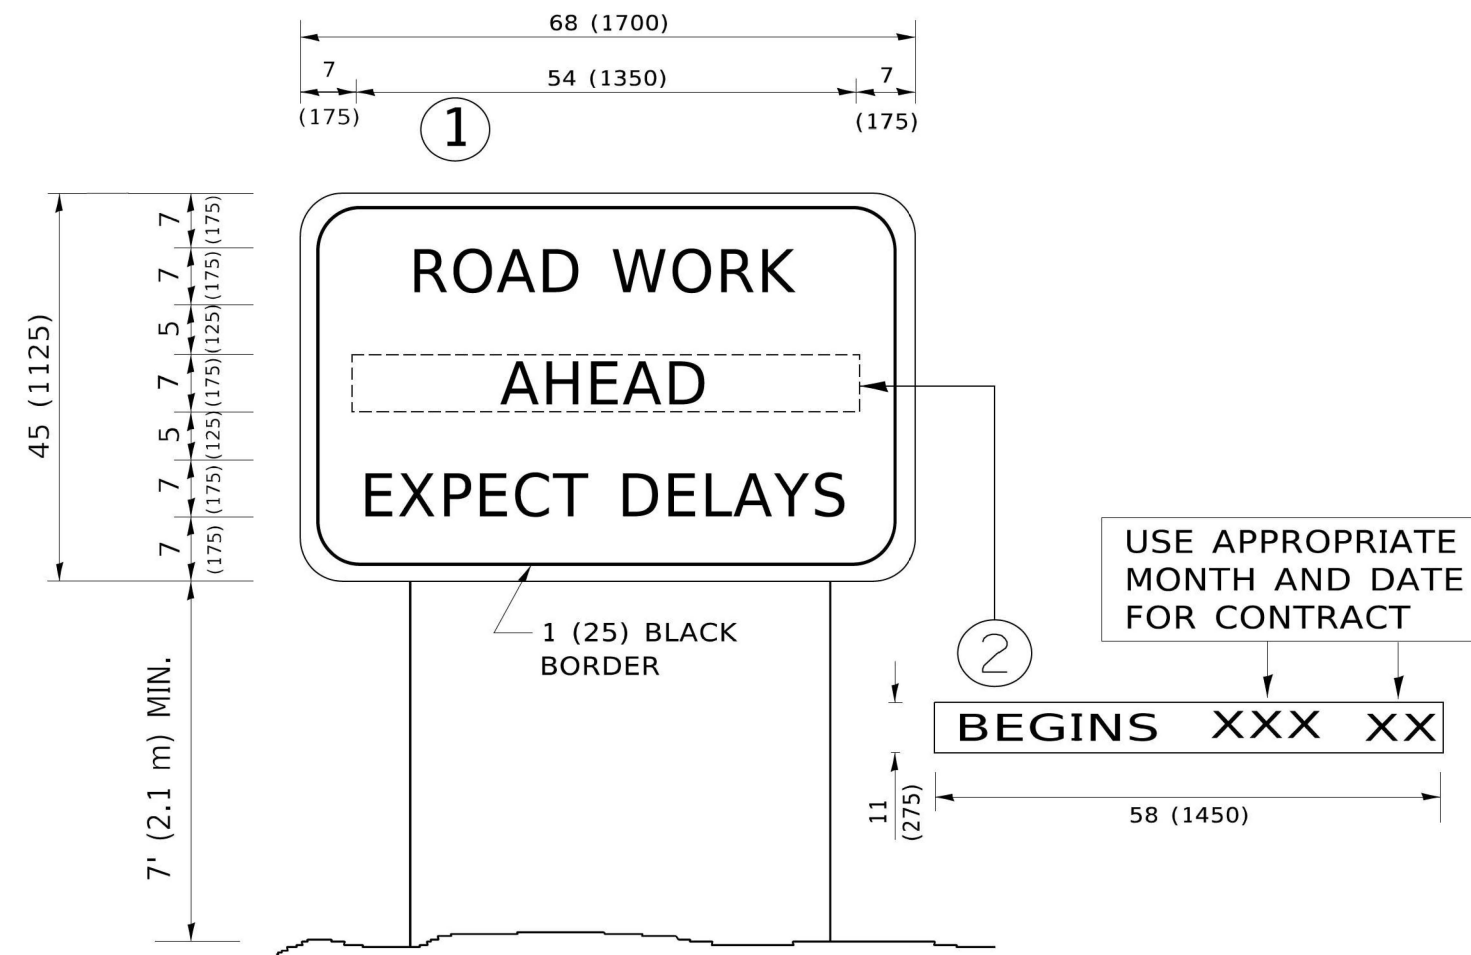 68 (1700)
7
54 (1350)
7
(175)
(175)
1
7
(175)
7
(175)
5
(125)
7
(175)
5
(125)
7
(175)
7
(175)
45 (1125)
ROAD WORK
AHEAD
EXPECT DELAYS
1 (25) BLACK
BORDER
7' (2.1 m) MIN.
2
USE APPROPRIATE
MONTH AND DATE
FOR CONTRACT
BEGINS XXX XX
11
(275)
58 (1450)